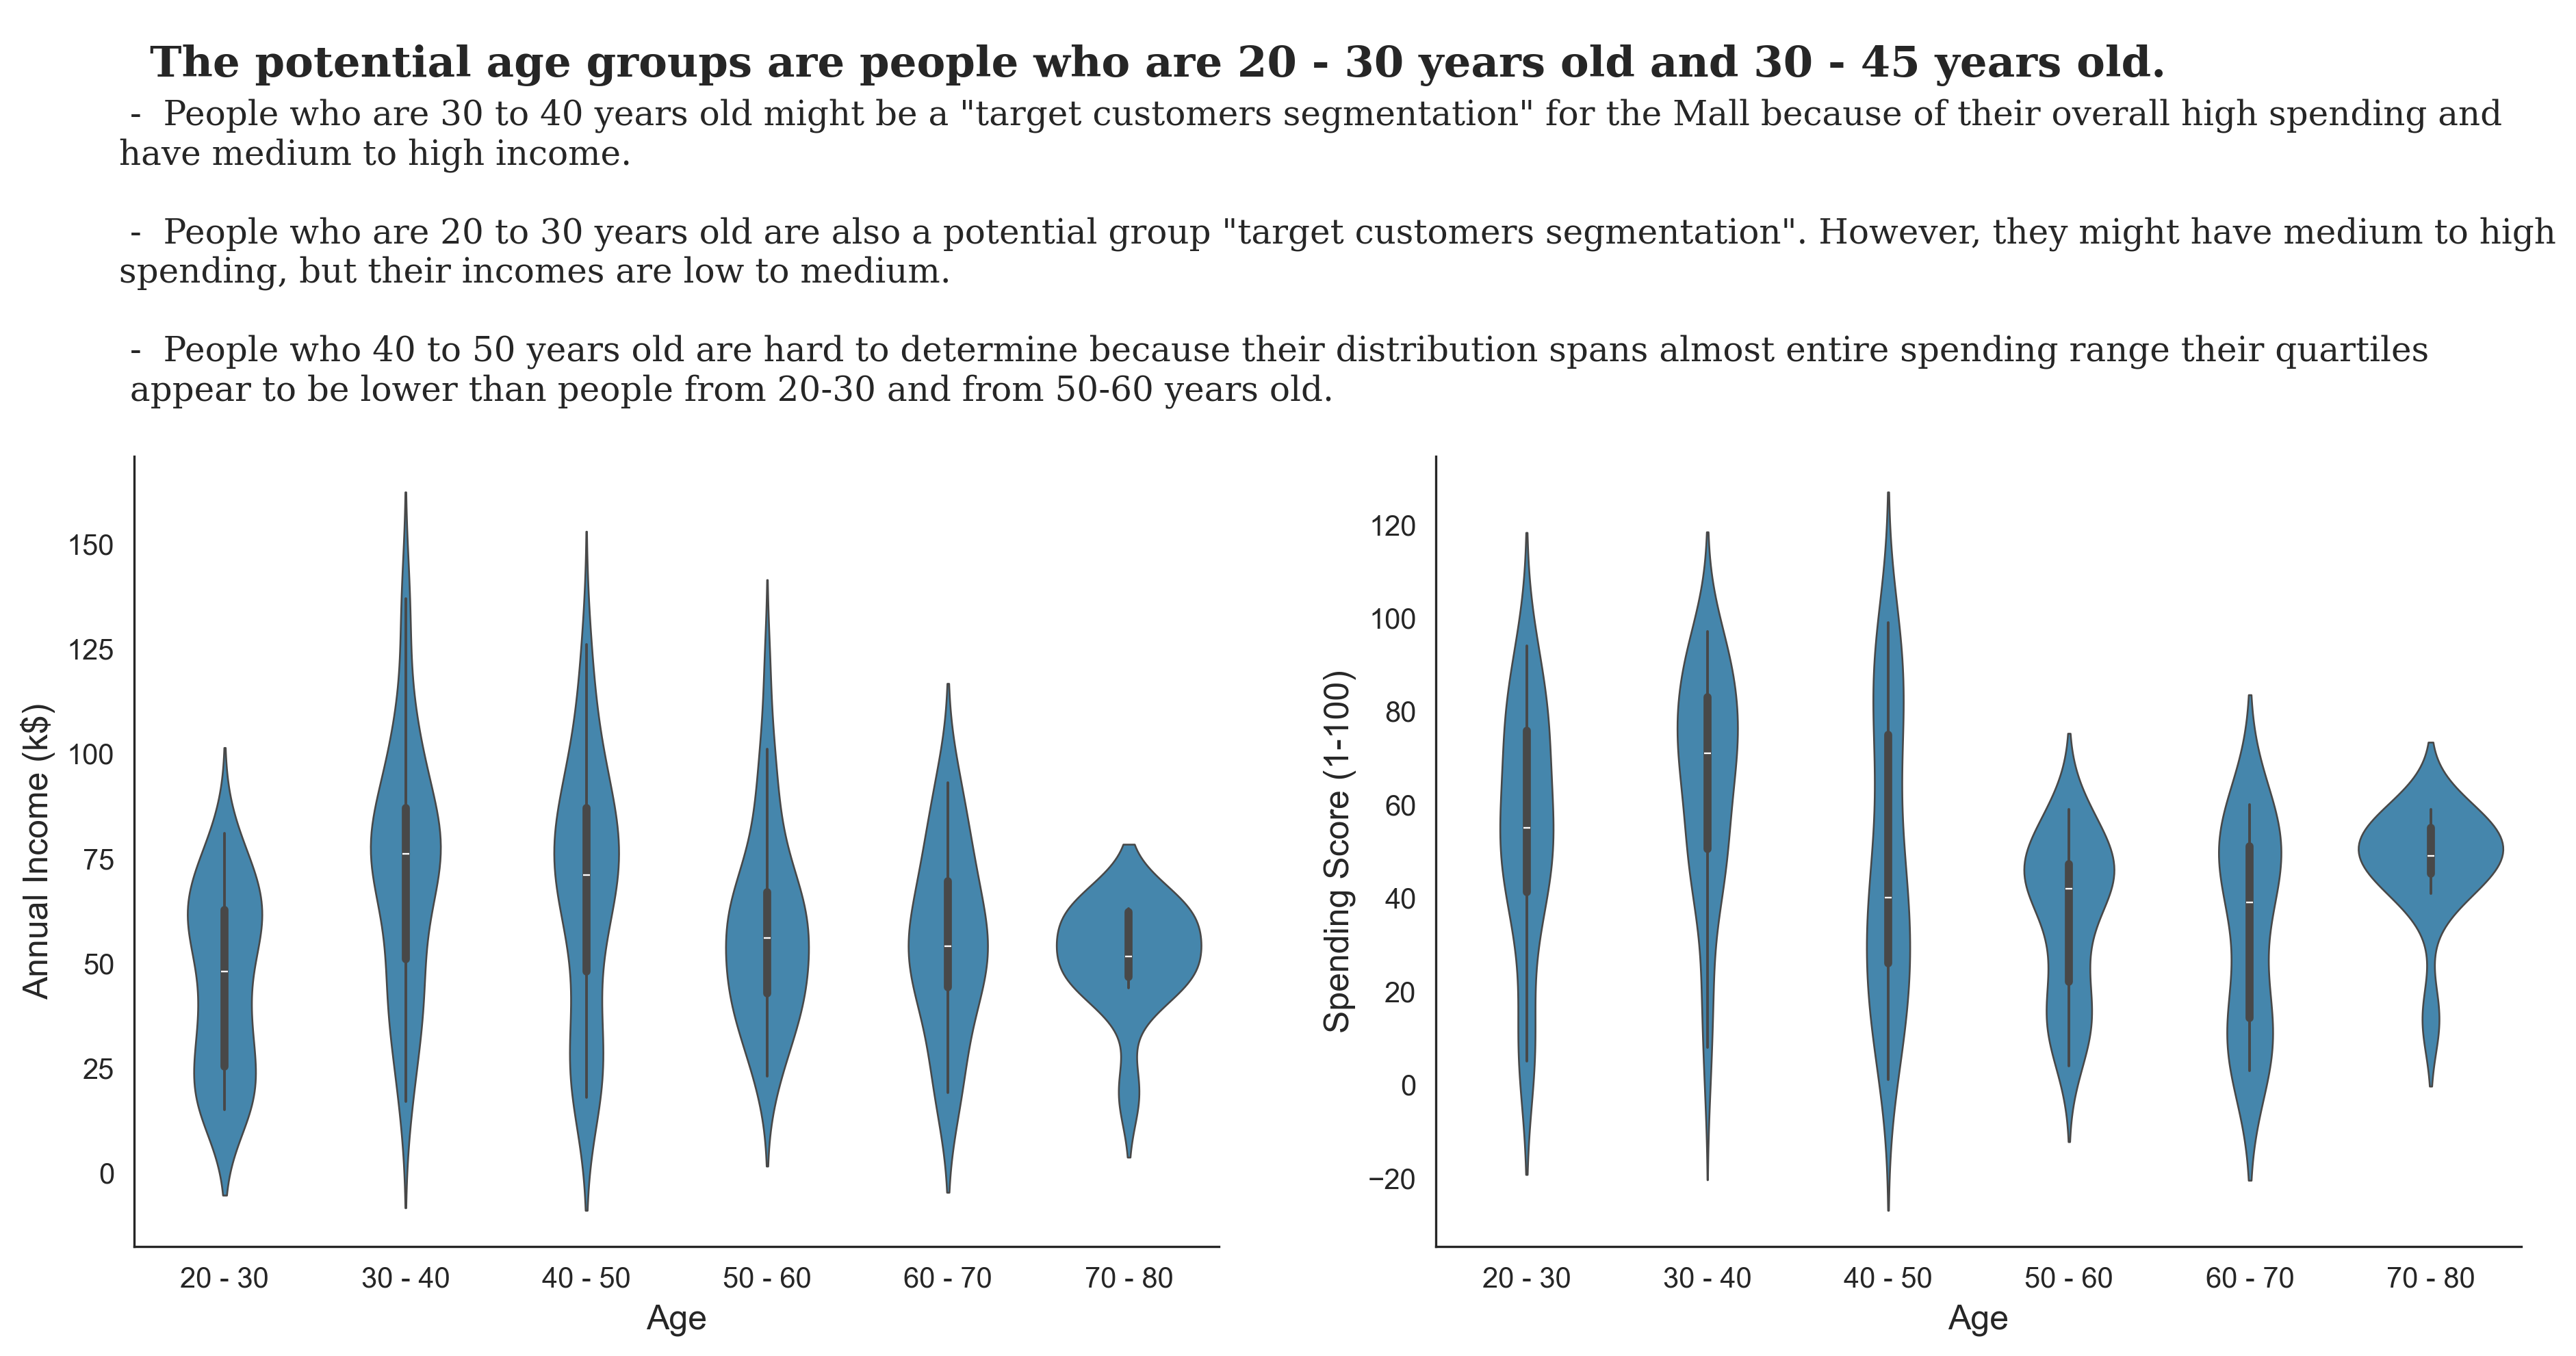 The potential age groups are people who are 20 - 30 years old and 30 - 45 years old.
-  People who are 30 to 40 years old might be a "target customers segmentation" for the Mall because of their overall high spending and
have medium to high income.
-  People who are 20 to 30 years old are also a potential group "target customers segmentation". However, they might have medium to high
spending, but their incomes are low to medium.
-  People who 40 to 50 years old are hard to determine because their distribution spans almost entire spending range their quartiles
appear to be lower than people from 20-30 and from 50-60 years old.
Annual Income (k$)
150
125
100
75
50
25
0
20 - 30
30 - 40
40 - 50
50 - 60
60 - 70
70 - 80
Age
Spending Score (1-100)
120
100
80
60
40
20
0
−20
20 - 30
30 - 40
40 - 50
50 - 60
60 - 70
70 - 80
Age